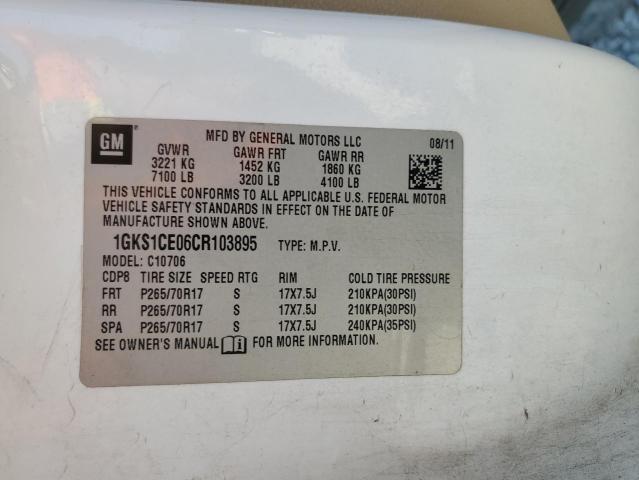 GM
MFD BY GENERAL MOTORS LLC 08/11
GVWR GAWR FRT GAWR RR
3221 KG 1452 KG 1860 KG
7100 LB 3200 LB 4100 LB
THIS VEHICLE CONFORMS TO ALL APPLICABLE U.S. FEDERAL MOTOR
VEHICLE SAFETY STANDARDS IN EFFECT ON THE DATE OF
MANUFACTURE SHOWN ABOVE.
1GKS1CE06CR103895 TYPE: M.P.V.
MODEL: C10706
CDP8 TIRE SIZE SPEED RTG RIM COLD TIRE PRESSURE
FRT P265/70R17 S 17X7.5J 210KPA(30PSI)
RR P265/70R17 S 17X7.5J 210KPA(30PSI)
SPA P265/70R17 S 17X7.5J 240KPA(35PSI)
SEE OWNER'S MANUAL i FOR MORE INFORMATION.